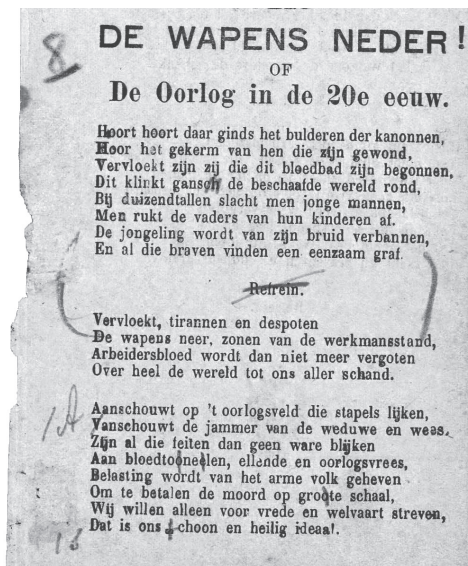 8
DE WAPENS NEDER!
OF
De Oorlog in de 20e eeuw.
Hoort hoort daar ginds het bulderen der kanonnen,
Hoor het gekerm van hen die zijn gewond,
Vervloekt zijn zij die dit bloedbad zijn begonnen,
Dit klinkt gansch de beschaafde wereld rond,
Bij duizendtallen slacht men jonge mannen,
Men rukt de vaders van hun kinderen af.
De jongeling wordt van zijn bruid verbannen,
En al die braven vinden een eenzaam graf.
Refrein.
Vervloekt, tirannen en despoten
De wapens neer, zonen van de werkmansstand,
Arbeidersbloed wordt dan niet meer vergoten
Over heel de wereld tot ons aller schand.
Aanschouwt op 't oorlogsveld die stapels lijken,
Vanschouwt de jammer van de weduwe en wees.
Zijn al die feiten dan geen ware blijken
Aan bloedtooneelen, ellende en oorlogsvrees,
Belasting wordt van het arme volk geheven
Om te betalen de moord op groote schaal,
Wij willen alleen voor vrede en welvaart streven,
Dat is ons schoon en heilig ideaal.